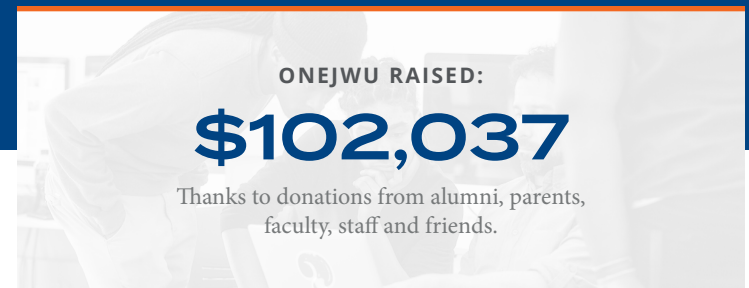 ONEJWU RAISED:
$102,037
Thanks to donations from alumni, parents,
faculty, staff and friends.